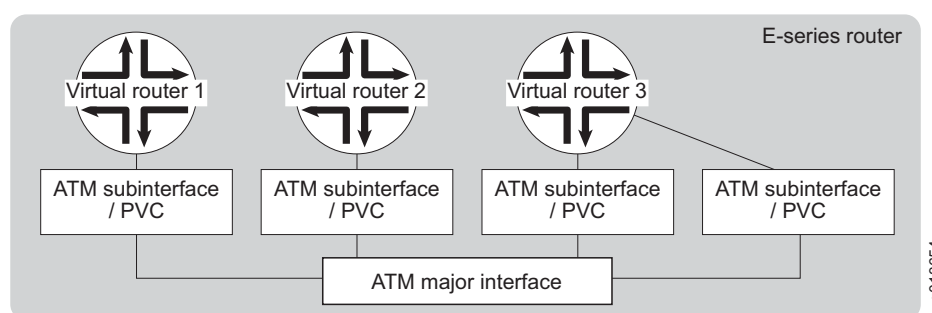 E-series router
Virtual router 1
Virtual router 2
Virtual router 3
ATM subinterface
/ PVC
ATM subinterface
/ PVC
ATM subinterface
/ PVC
ATM subinterface
/ PVC
ATM major interface